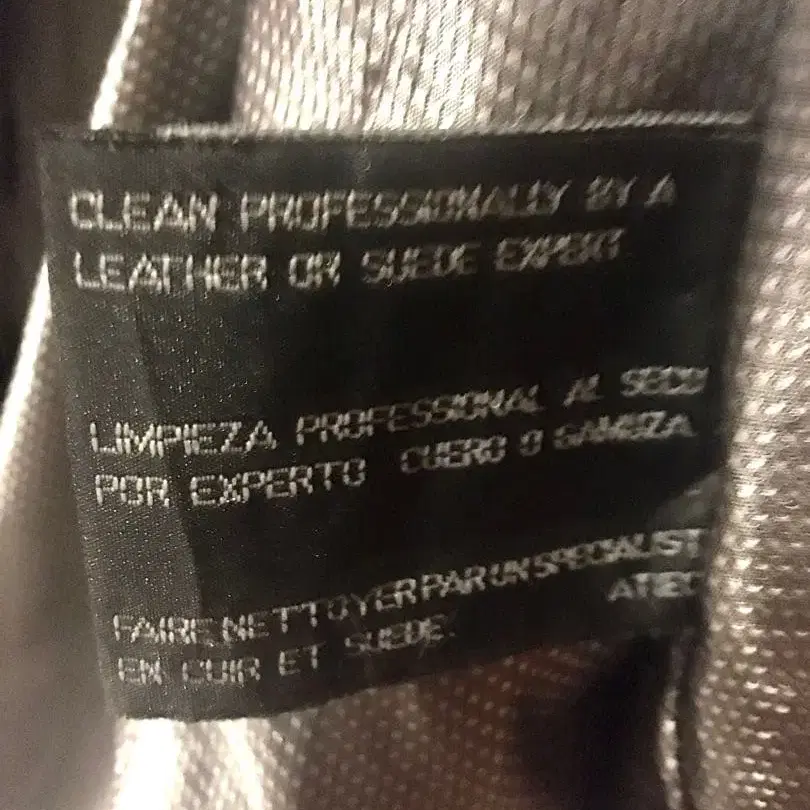 CLEAN PROFESSIONALLY BY A
LEATHER OR SUEDE EXPERT
LIMPIEZA PROFESSIONAL AL SECO
POR EXPERTO CUERO O GAMUZA
FAIRE NETTOYER PAR UN SPECIALIST
EN CUIR ET SUEDE.